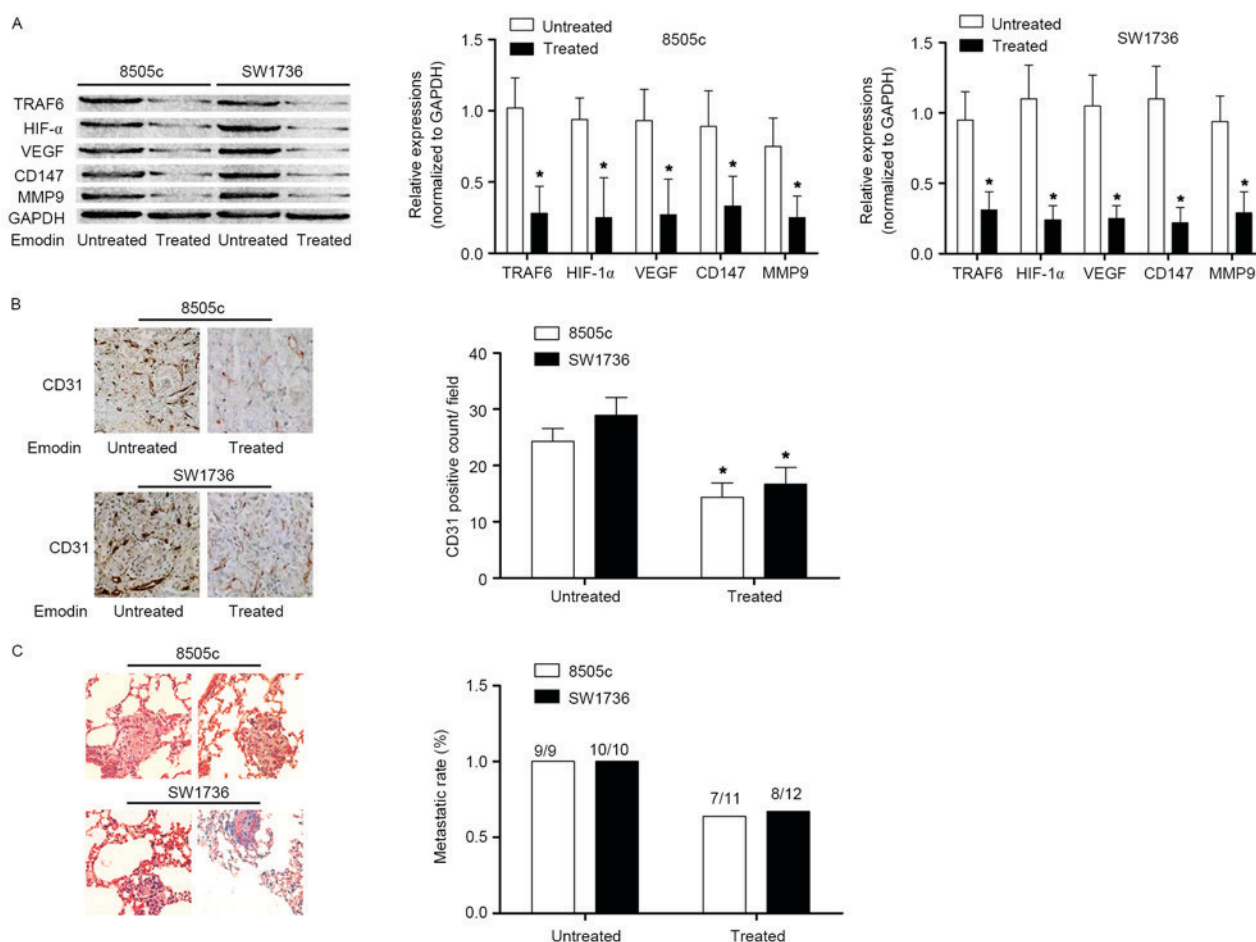 A
8505c SW1736
TRAF6
HIF-α
VEGF
CD147
MMP9
GAPDH
Emodin Untreated Treated Untreated Treated
Untreated
Treated
8505c
Relative expressions
(normalized to GAPDH)
1.5
1.0
0.5
0.0
* * * * *
TRAF6 HIF-1α VEGF CD147 MMP9
Untreated
Treated
SW1736
Relative expressions
(normalized to GAPDH)
1.5
1.0
0.5
0.0
* * * * *
TRAF6 HIF-1α VEGF CD147 MMP9
B
8505c
CD31
Emodin Untreated Treated
SW1736
CD31
Emodin Untreated Treated
8505c
SW1736
CD31 positive count/ field
40
30
20
10
0
* *
Untreated Treated
C
8505c
SW1736
8505c
SW1736
Metastatic rate (%)
1.5
1.0
0.5
0.0
9/9 10/10
7/11 8/12
Untreated Treated